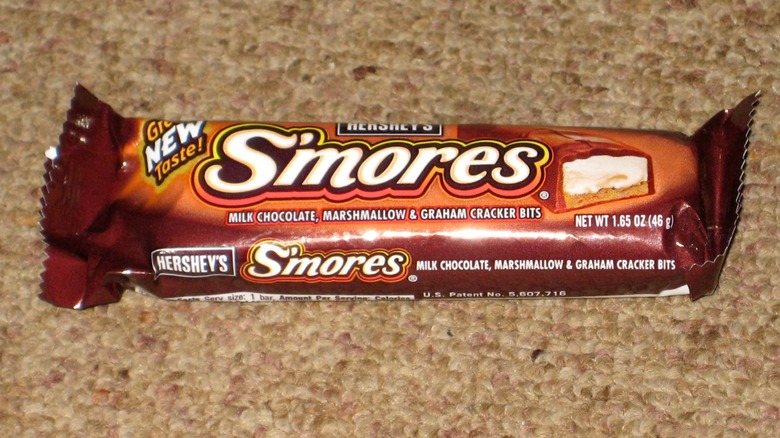 HERSHEY'S
NEW
Taste!
S'mores®
MILK CHOCOLATE, MARSHMALLOW & GRAHAM CRACKER BITS
NET WT 1.65 OZ (46 g)
HERSHEY'S S'mores® MILK CHOCOLATE, MARSHMALLOW & GRAHAM CRACKER BITS
Serv size: 1 bar, Amount Per Serving: Calories
U.S. Patent No. 5,607,716